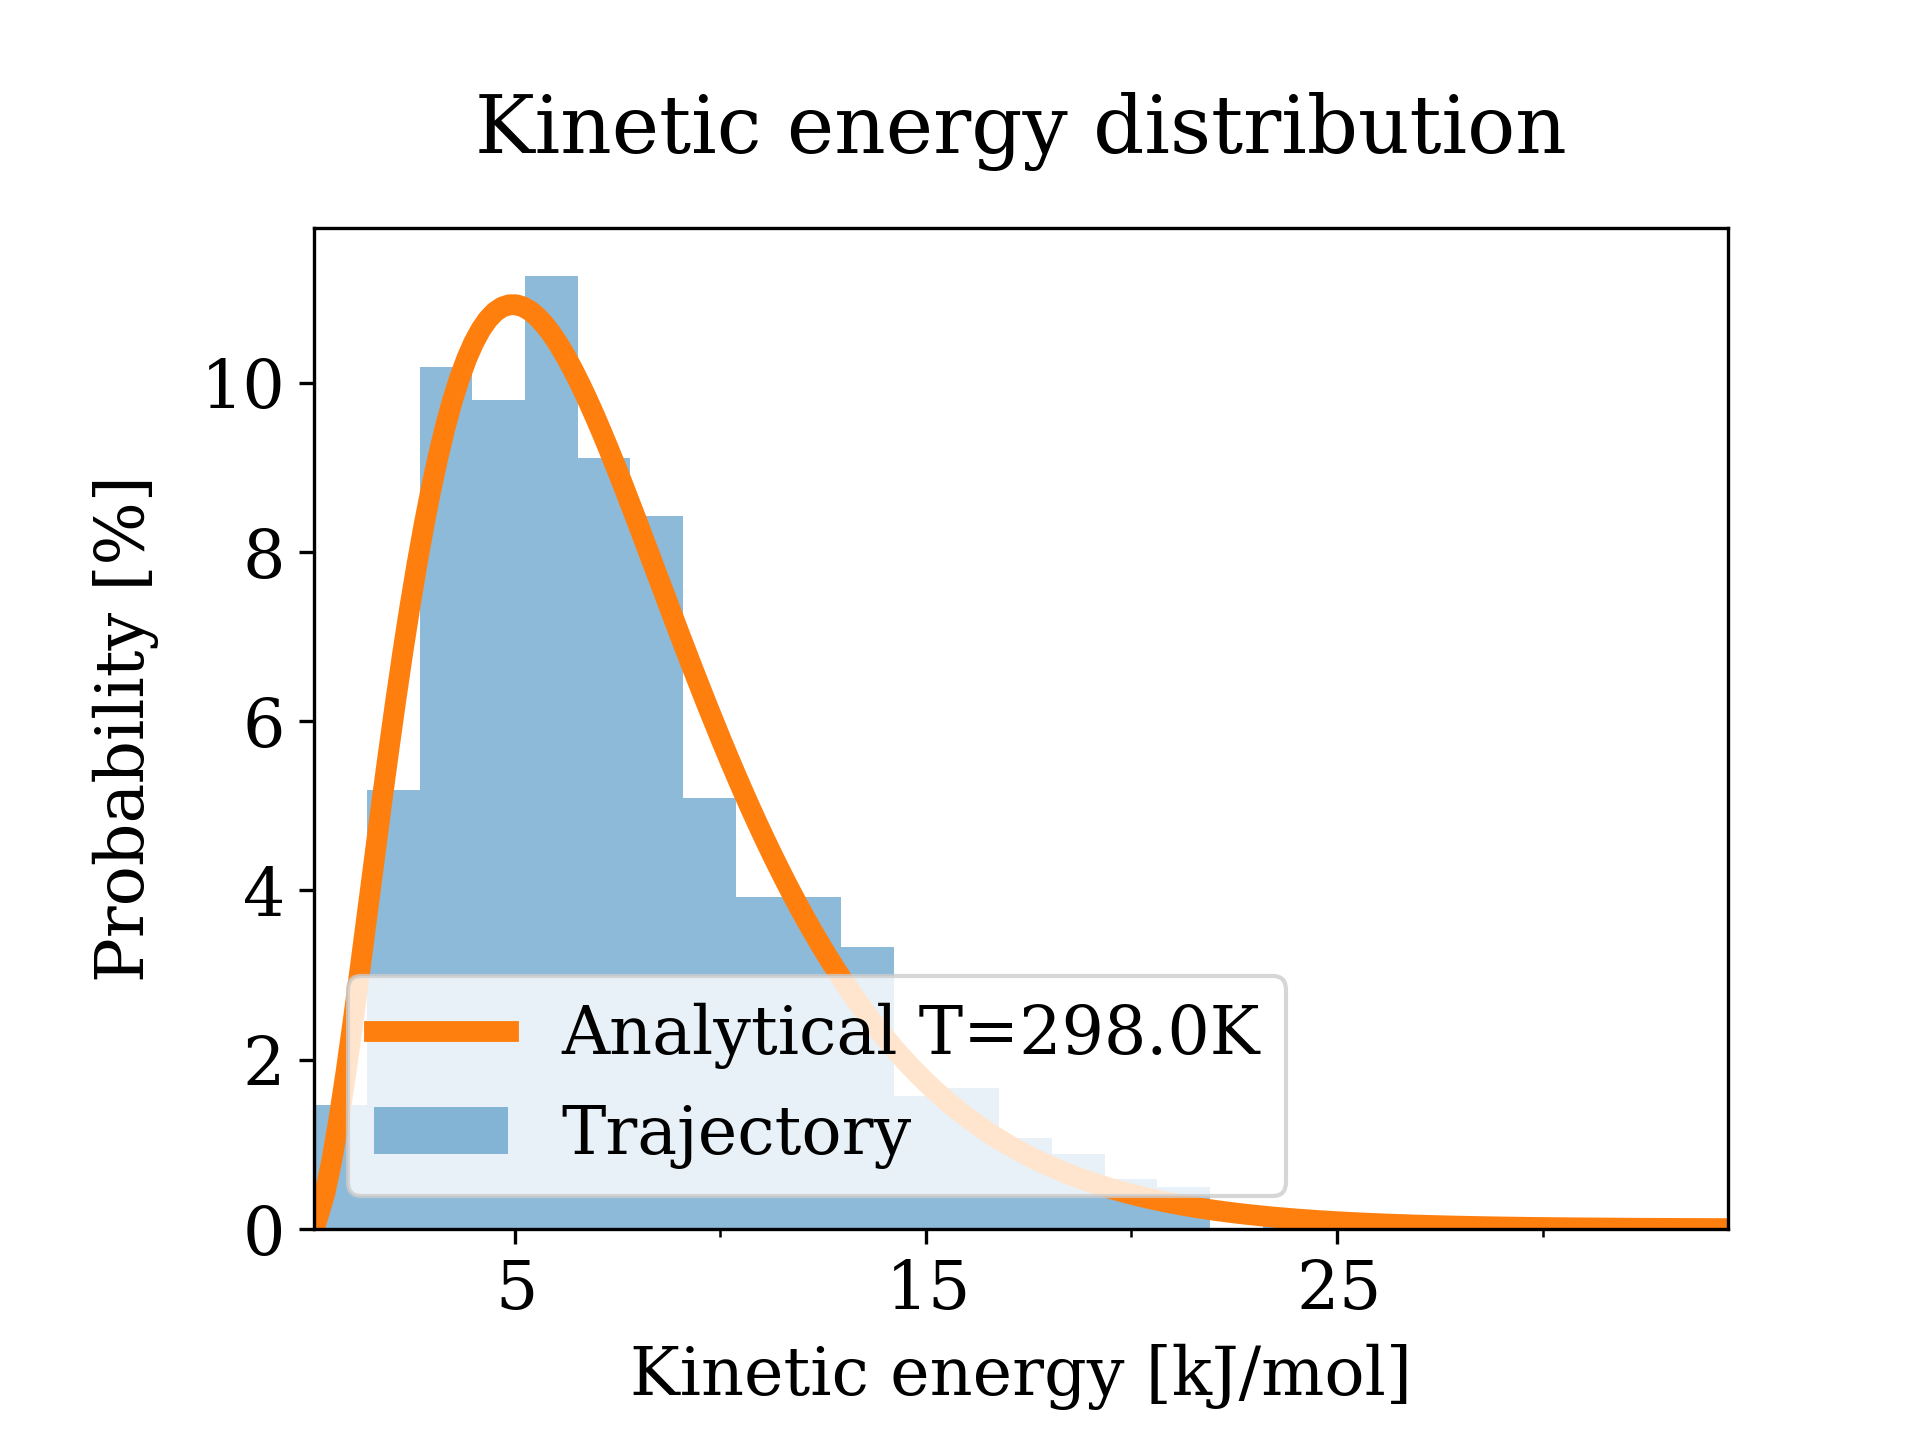 Kinetic energy distribution
Probability [%]
10
8
6
4
2
0
Analytical T=298.0K
Trajectory
5 15 25
Kinetic energy [kJ/mol]